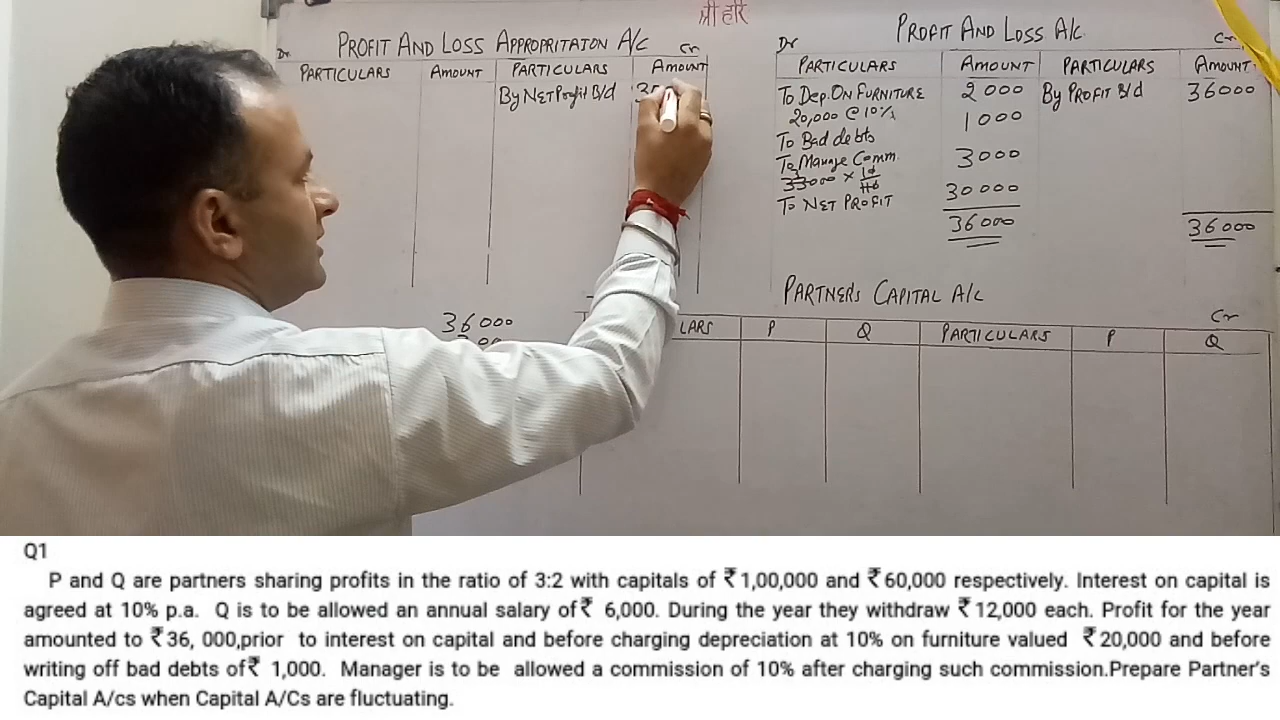 श्री हरि
PROFIT AND LOSS APPROPRITATON A/C
Dr
Cr
PARTICULARS AMOUNT PARTICULARS AMOUNT
By NET Profit B/d
PROFIT AND LOSS A/c
Dr
Cr
PARTICULARS AMOUNT PARTICULARS AMOUNT
To Dep. ON FURNITURE 2000 By PROFIT B/d 36000
20,000 @ 10%
1000
To Bad debts
To Manage Comm. 3000
33000 ×
30000
To NET PROFIT
36000 36000
36000
PARTNERS CAPITAL A/c
Cr
LARS P Q PARTICULARS P Q
Q1
P and Q are partners sharing profits in the ratio of 3:2 with capitals of ₹ 1,00,000 and ₹ 60,000 respectively. Interest on capital is
agreed at 10% p.a. Q is to be allowed an annual salary of ₹ 6,000. During the year they withdraw ₹ 12,000 each. Profit for the year
amounted to ₹ 36, 000,prior to interest on capital and before charging depreciation at 10% on furniture valued ₹ 20,000 and before
writing off bad debts of ₹ 1,000. Manager is to be allowed a commission of 10% after charging such commission.Prepare Partner's
Capital A/cs when Capital A/Cs are fluctuating.